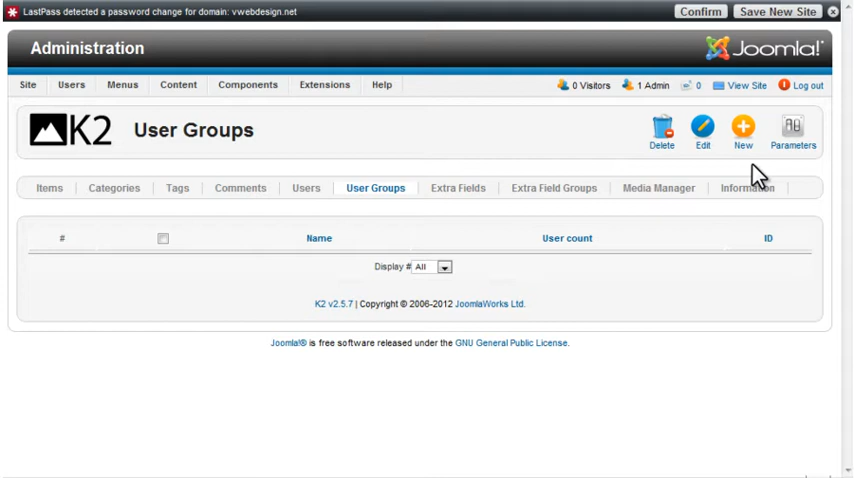 LastPass detected a password change for domain: vwebdesign.net Confirm Save New Site
Administration Joomla!®
Site Users Menus Content Components Extensions Help 0 Visitors 1 Admin 0 View Site Log out
K2 User Groups Delete Edit New Parameters
Items Categories Tags Comments Users User Groups Extra Fields Extra Field Groups Media Manager Information
# Name User count ID
Display # All
K2 v2.5.7 | Copyright © 2006-2012 JoomlaWorks Ltd.
Joomla!® is free software released under the GNU General Public License.